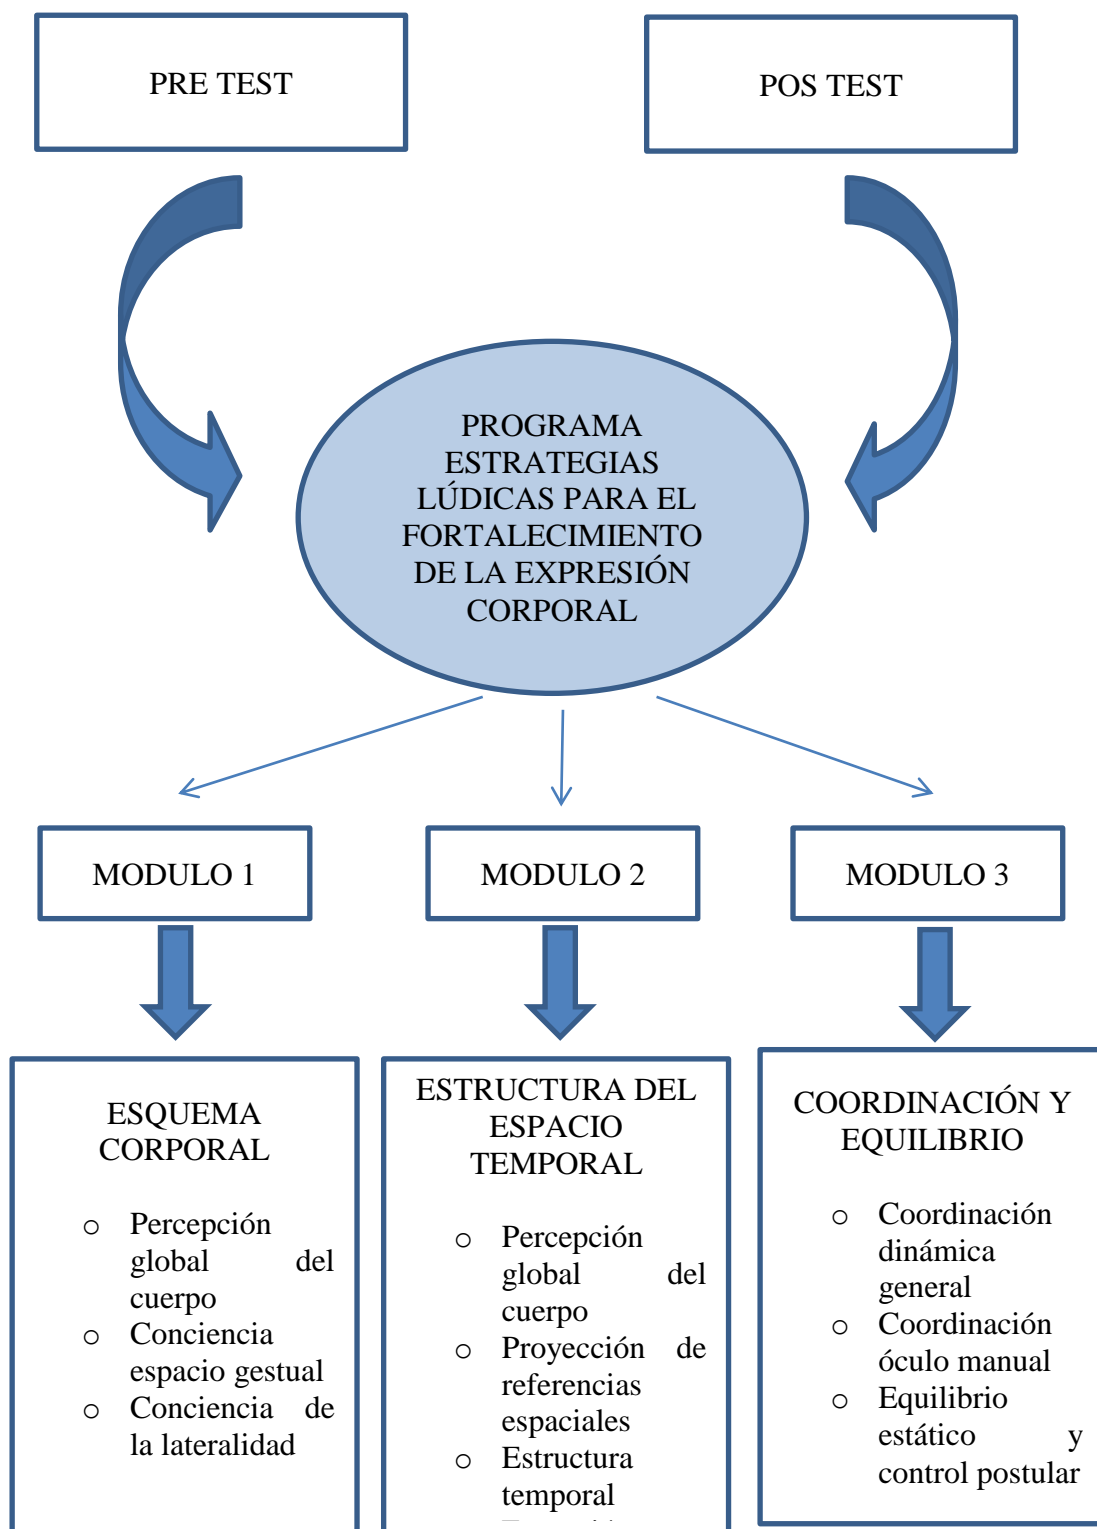 PRE TEST
POS TEST
PROGRAMA
ESTRATEGIAS
LÚDICAS PARA EL
FORTALECIMIENTO
DE LA EXPRESIÓN
CORPORAL
MODULO 1
MODULO 2
MODULO 3
ESQUEMA
CORPORAL
o Percepción
global del
cuerpo
o Conciencia
espacio gestual
o Conciencia de
la lateralidad
ESTRUCTURA DEL
ESPACIO
TEMPORAL
o Percepción
global del
cuerpo
o Proyección de
referencias
espaciales
o Estructura
temporal
COORDINACIÓN Y
EQUILIBRIO
o Coordinación
dinámica
general
o Coordinación
óculo manual
o Equilibrio
estático y
control postular